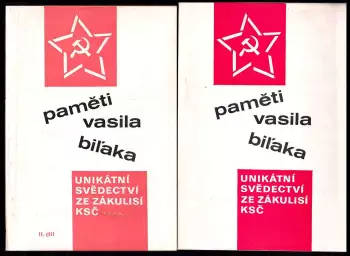 paměti
vasila
biľaka
UNIKÁTNÍ
SVĚDECTVÍ
ZE ZÁKULISÍ
KSČ
II. díl
paměti
vasila
biľaka
UNIKÁTNÍ
SVĚDECTVÍ
ZE ZÁKULISÍ
KSČ